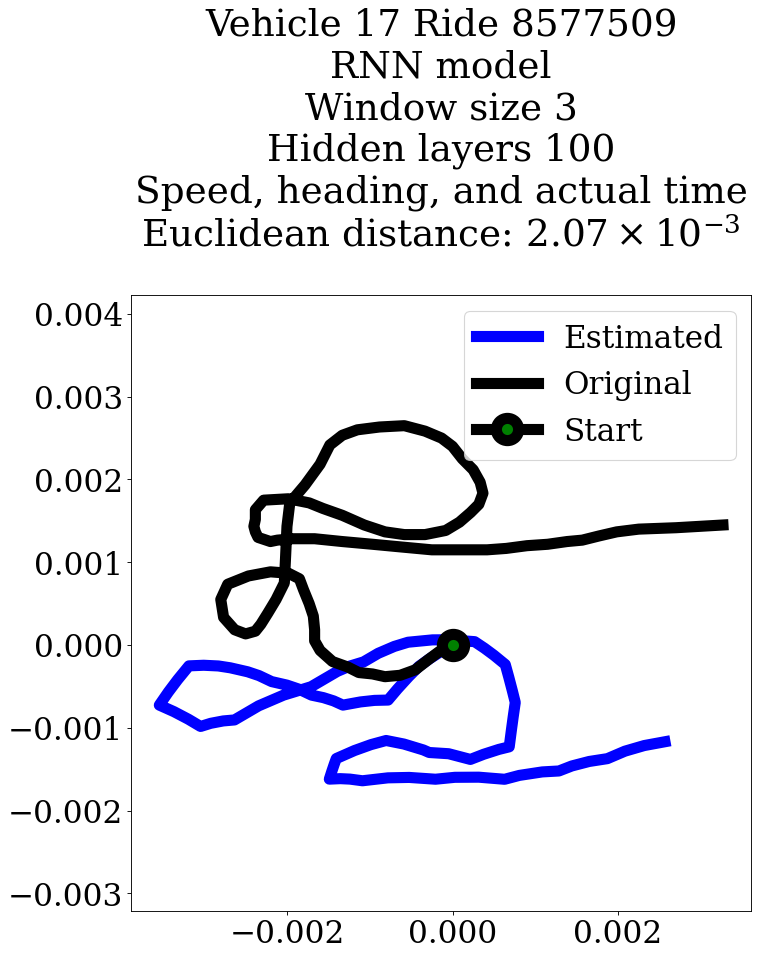 Vehicle 17 Ride 8577509
RNN model
Window size 3
Hidden layers 100
Speed, heading, and actual time
Euclidean distance: 2.07 × 10⁻³
Estimated
Original
Start
0.004
0.003
0.002
0.001
0.000
−0.001
−0.002
−0.003
−0.002 0.000 0.002